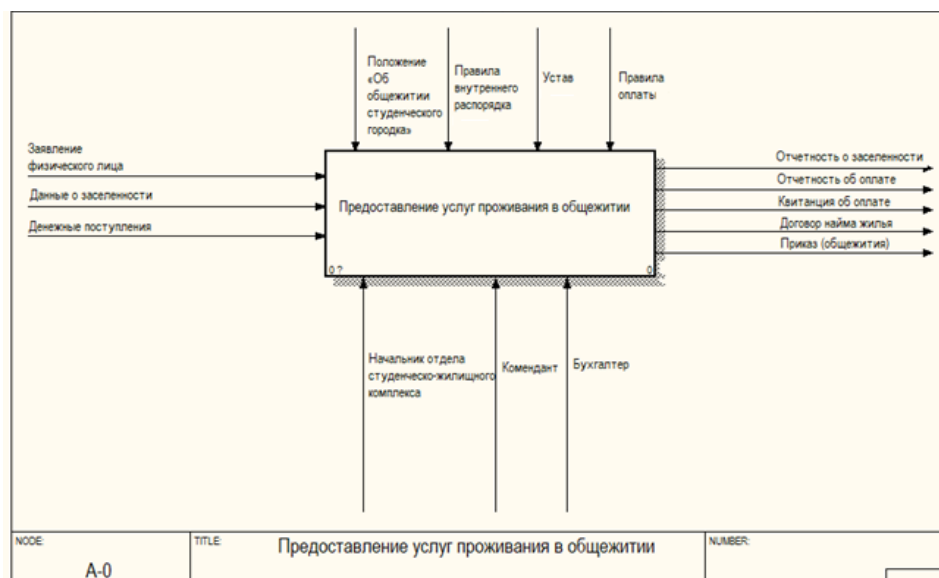 Положение
«Об
общежитии
студенческого
городка»
Правила
внутреннего
распорядка
Устав
Правила
оплаты
Заявление
физического лица
Данные о заселенности
Денежные поступления
Предоставление услуг проживания в общежитии
0 ?
0
Отчетность о заселенности
Отчетность об оплате
Квитанция об оплате
Договор найма жилья
Приказ (общежития)
Начальник отдела
студенческо-жилищного
комплекса
Комендант
Бухгалтер
NODE:
A-0
TITLE:
Предоставление услуг проживания в общежитии
NUMBER: